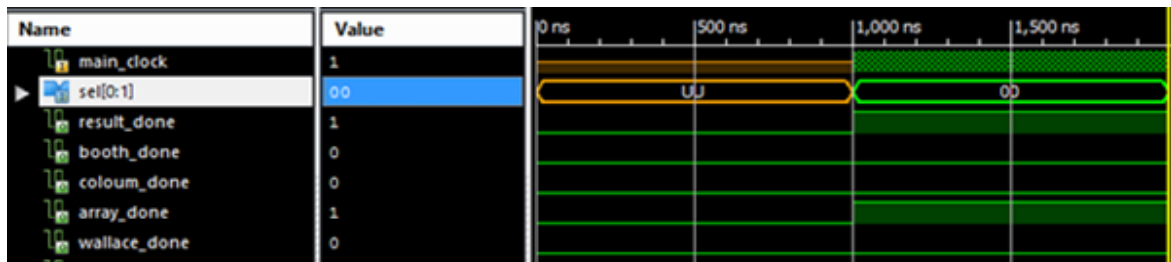 Name Value 0 ns 500 ns 1,000 ns 1,500 ns
main_clock 1
sel[0:1] 00 UU 00
result_done 1
booth_done 0
coloum_done 0
array_done 1
wallace_done 0